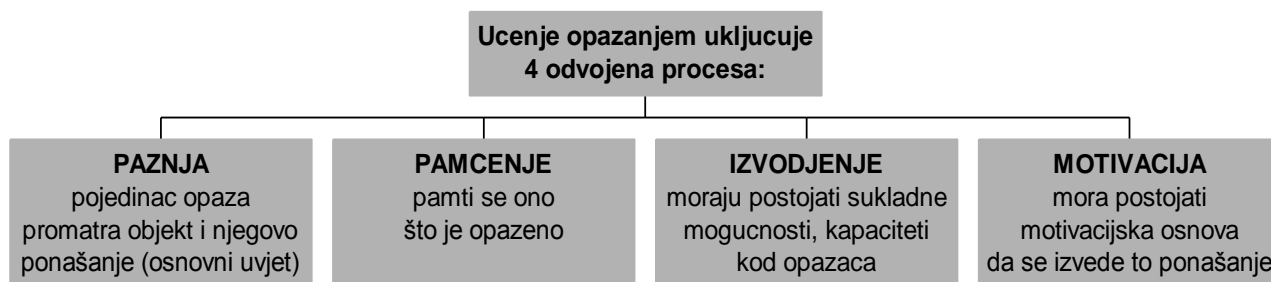 Ucenje opazanjem ukljucuje
4 odvojena procesa:
PAZNJA
pojedinac opaza
promatra objekt i njegovo
ponašanje (osnovni uvjet)
PAMCENJE
pamti se ono
što je opazeno
IZVODJENJE
moraju postojati sukladne
mogucnosti, kapaciteti
kod opazaca
MOTIVACIJA
mora postojati
motivacijska osnova
da se izvede to ponašanje